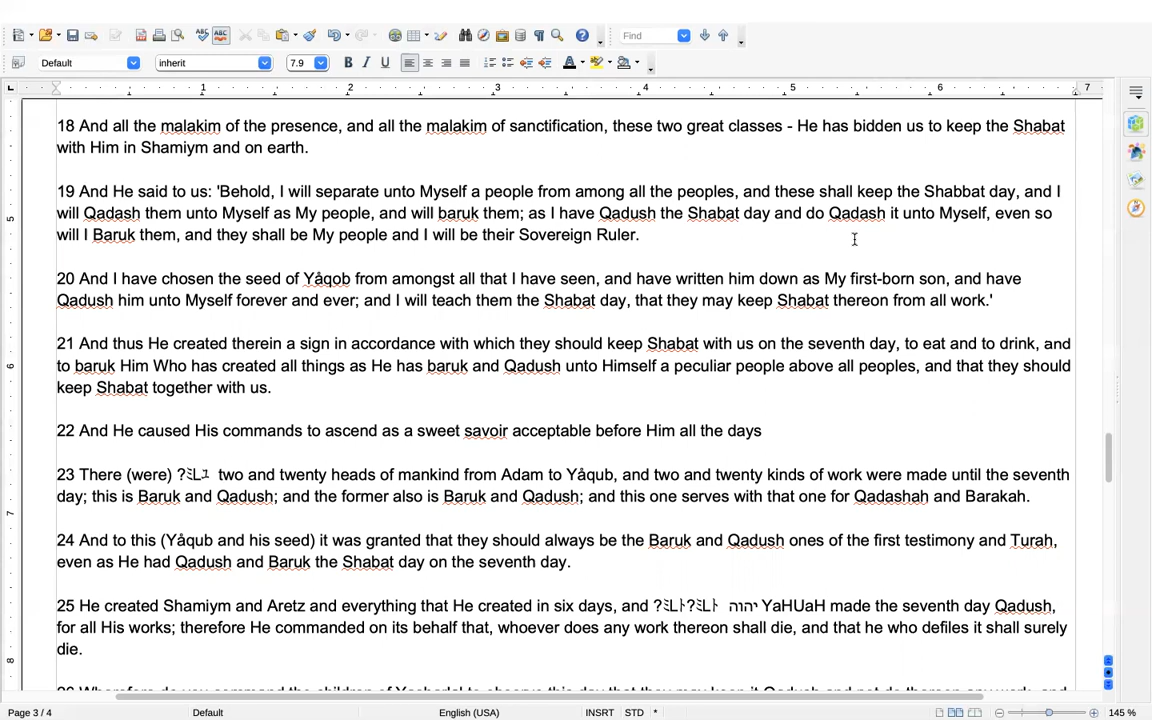 Default inherit 7.9 Find
1 2 3 4 5 6 7
18 And all the malakim of the presence, and all the malakim of sanctification, these two great classes - He has bidden us to keep the Shabat
with Him in Shamiym and on earth.
19 And He said to us: 'Behold, I will separate unto Myself a people from among all the peoples, and these shall keep the Shabbat day, and I
will Qadash them unto Myself as My people, and will baruk them; as I have Qadush the Shabat day and do Qadash it unto Myself, even so
will I Baruk them, and they shall be My people and I will be their Sovereign Ruler.
20 And I have chosen the seed of Yåqob from amongst all that I have seen, and have written him down as My first-born son, and have
Qadush him unto Myself forever and ever; and I will teach them the Shabat day, that they may keep Shabat thereon from all work.'
21 And thus He created therein a sign in accordance with which they should keep Shabat with us on the seventh day, to eat and to drink, and
to baruk Him Who has created all things as He has baruk and Qadush unto Himself a peculiar people above all peoples, and that they should
keep Shabat together with us.
22 And He caused His commands to ascend as a sweet savoir acceptable before Him all the days
23 There (were) two and twenty heads of mankind from Adam to Yåqub, and two and twenty kinds of work were made until the seventh
day; this is Baruk and Qadush; and the former also is Baruk and Qadush; and this one serves with that one for Qadashah and Barakah.
24 And to this (Yåqub and his seed) it was granted that they should always be the Baruk and Qadush ones of the first testimony and Turah,
even as He had Qadush and Baruk the Shabat day on the seventh day.
25 He created Shamiym and Aretz and everything that He created in six days, and יהוה YaHUaH made the seventh day Qadush,
for all His works; therefore He commanded on its behalf that, whoever does any work thereon shall die, and that he who defiles it shall surely
die.
Page 3 / 4 Default English (USA) INSRT STD * 145 %